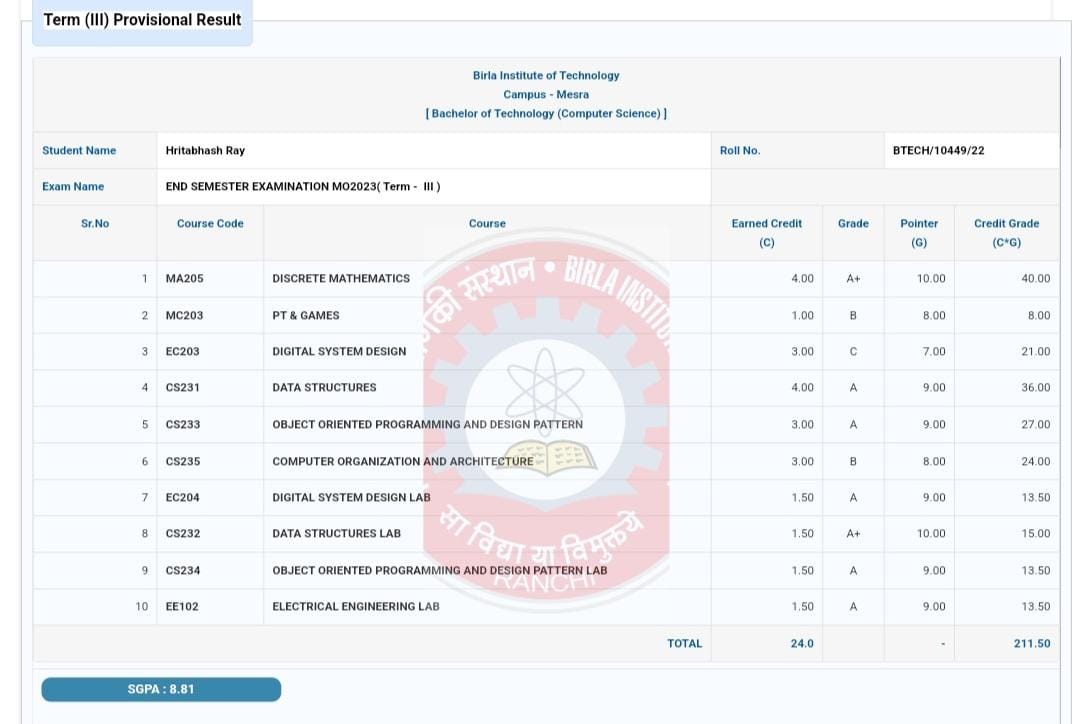 Term (III) Provisional Result
Birla Institute of Technology
Campus - Mesra
[ Bachelor of Technology (Computer Science) ]
Student Name Hritabhash Ray Roll No. BTECH/10449/22
Exam Name END SEMESTER EXAMINATION MO2023( Term - III )
Sr.No Course Code Course Earned Credit (C) Grade Pointer (G) Credit Grade (C*G)
1 MA205 DISCRETE MATHEMATICS 4.00 A+ 10.00 40.00
2 MC203 PT & GAMES 1.00 B 8.00 8.00
3 EC203 DIGITAL SYSTEM DESIGN 3.00 C 7.00 21.00
4 CS231 DATA STRUCTURES 4.00 A 9.00 36.00
5 CS233 OBJECT ORIENTED PROGRAMMING AND DESIGN PATTERN 3.00 A 9.00 27.00
6 CS235 COMPUTER ORGANIZATION AND ARCHITECTURE 3.00 B 8.00 24.00
7 EC204 DIGITAL SYSTEM DESIGN LAB 1.50 A 9.00 13.50
8 CS232 DATA STRUCTURES LAB 1.50 A+ 10.00 15.00
9 CS234 OBJECT ORIENTED PROGRAMMING AND DESIGN PATTERN LAB 1.50 A 9.00 13.50
10 EE102 ELECTRICAL ENGINEERING LAB 1.50 A 9.00 13.50
TOTAL 24.0 - 211.50
SGPA : 8.81
संस्थान • BIRLA
सा विद्या या विमुक्तये
RANCHI